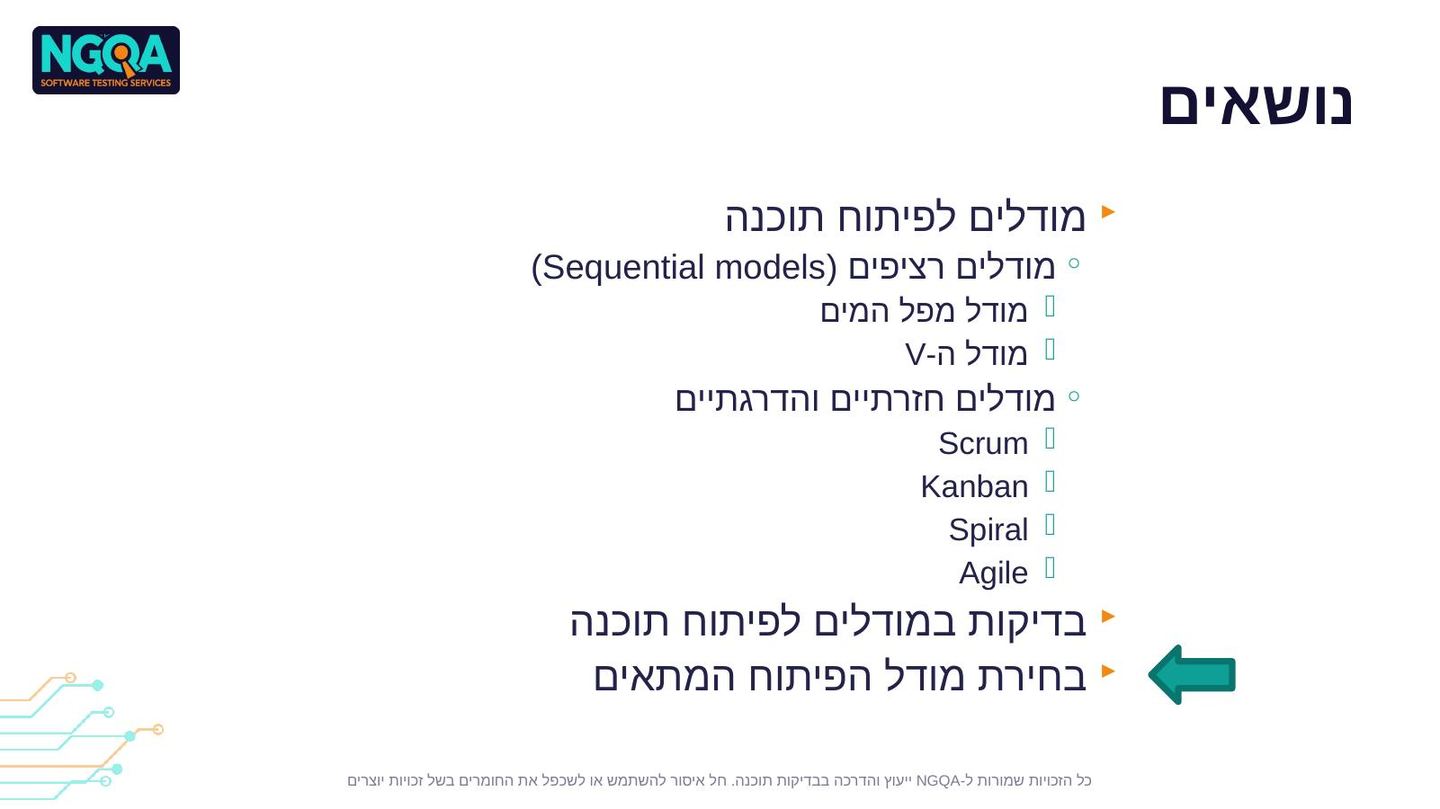 NGQA
SOFTWARE TESTING SERVICES
נושאים
מודלים לפיתוח תוכנה
מודלים רציפים (Sequential models)
מודל מפל המים
מודל ה-V
מודלים חזרתיים והדרגתיים
Scrum
Kanban
Spiral
Agile
בדיקות במודלים לפיתוח תוכנה
בחירת מודל הפיתוח המתאים
כל הזכויות שמורות ל-NGQA ייעוץ והדרכה בבדיקות תוכנה. חל איסור להשתמש או לשכפל את החומרים בשל זכויות יוצרים